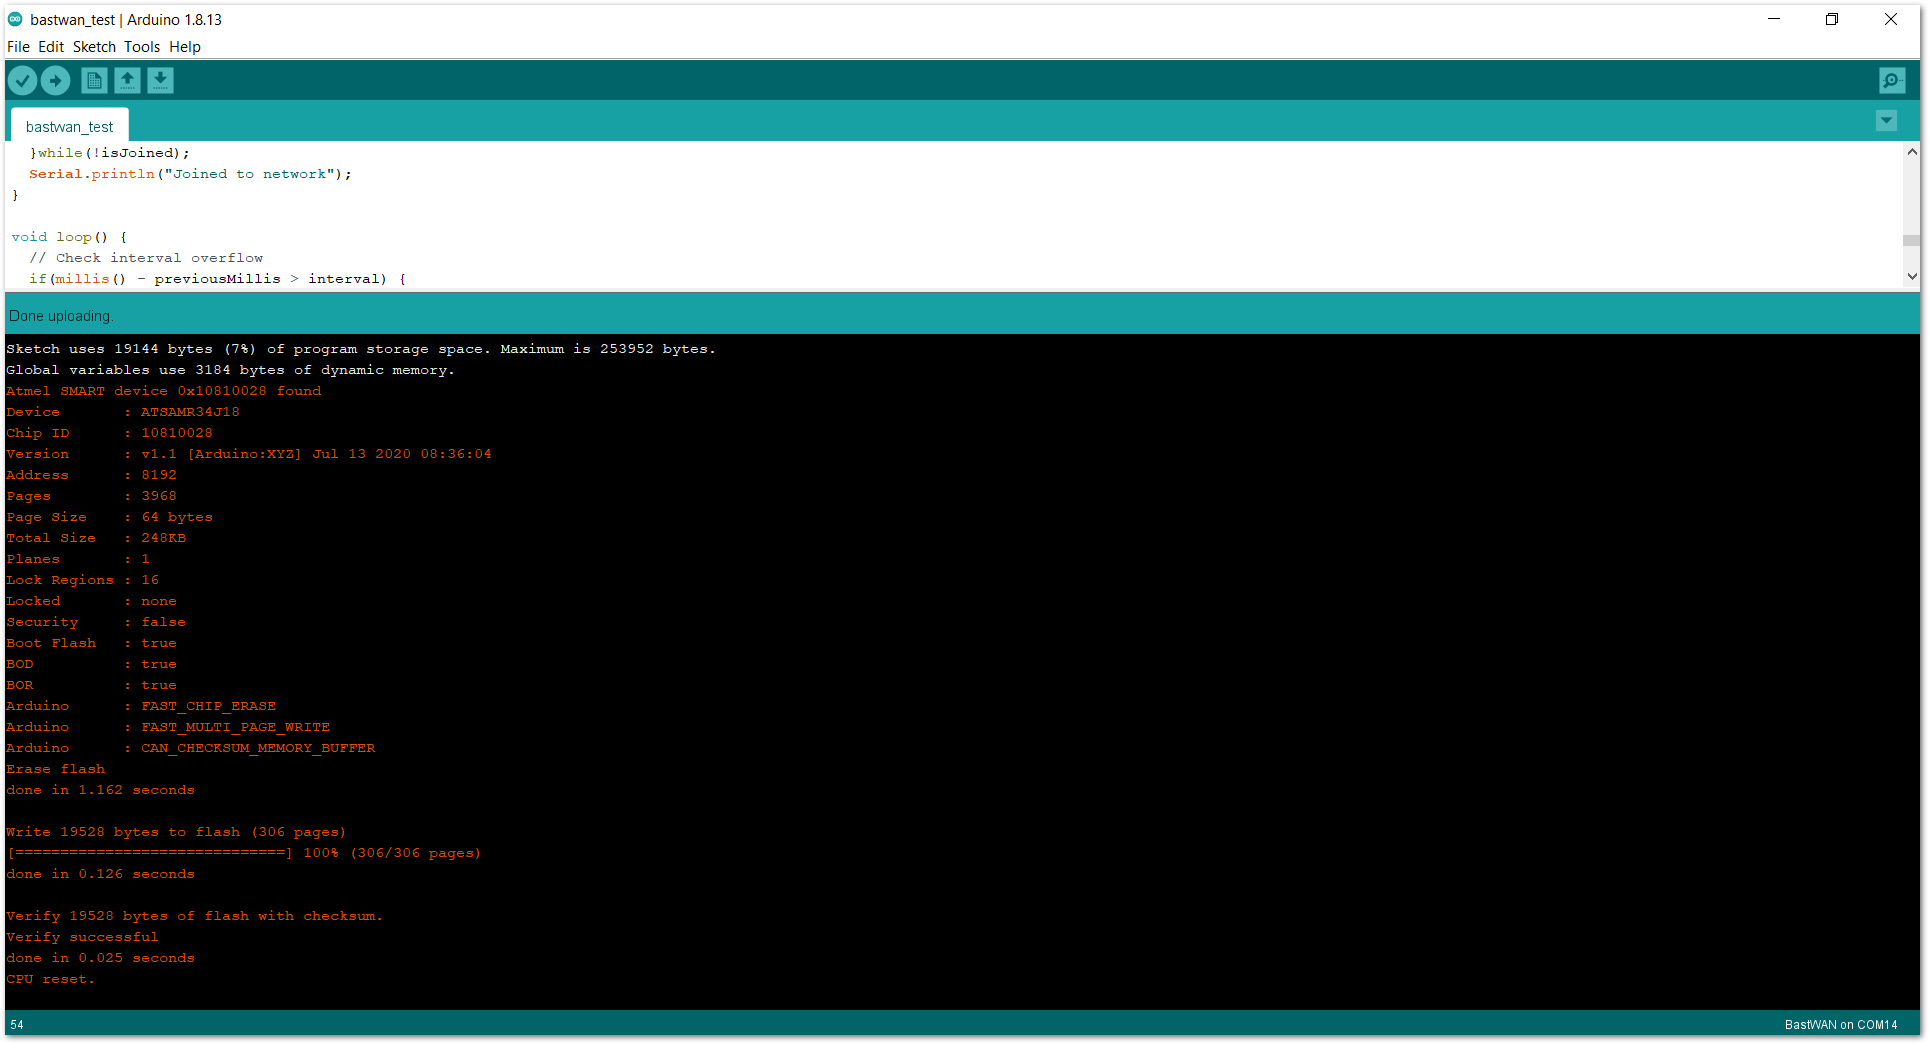 bastwan_test | Arduino 1.8.13
File Edit Sketch Tools Help
bastwan_test
}while(!isJoined);
Serial.println("Joined to network");
}
void loop() {
// Check interval overflow
if(millis() - previousMillis > interval) {
Done uploading.
Sketch uses 19144 bytes (7%) of program storage space. Maximum is 253952 bytes.
Global variables use 3184 bytes of dynamic memory.
Atmel SMART device 0x10810028 found
Device : ATSAMR34J18
Chip ID : 10810028
Version : v1.1 [Arduino:XYZ] Jul 13 2020 08:36:04
Address : 8192
Pages : 3968
Page Size : 64 bytes
Total Size : 248KB
Planes : 1
Lock Regions : 16
Locked : none
Security : false
Boot Flash : true
BOD : true
BOR : true
Arduino : FAST_CHIP_ERASE
Arduino : FAST_MULTI_PAGE_WRITE
Arduino : CAN_CHECKSUM_MEMORY_BUFFER
Erase flash
done in 1.162 seconds
Write 19528 bytes to flash (306 pages)
[==============================] 100% (306/306 pages)
done in 0.126 seconds
Verify 19528 bytes of flash with checksum.
Verify successful
done in 0.025 seconds
CPU reset.
54
BastWAN on COM14